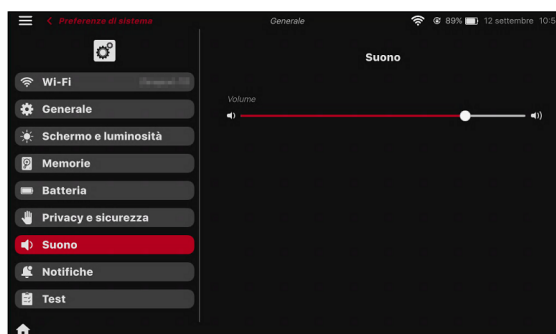 Preferenze di sistema
Generale
89%
12 settembre
Suono
Wi-Fi
Generale
Schermo e luminosità
Memorie
Batteria
Privacy e sicurezza
Suono
Notifiche
Test
Volume